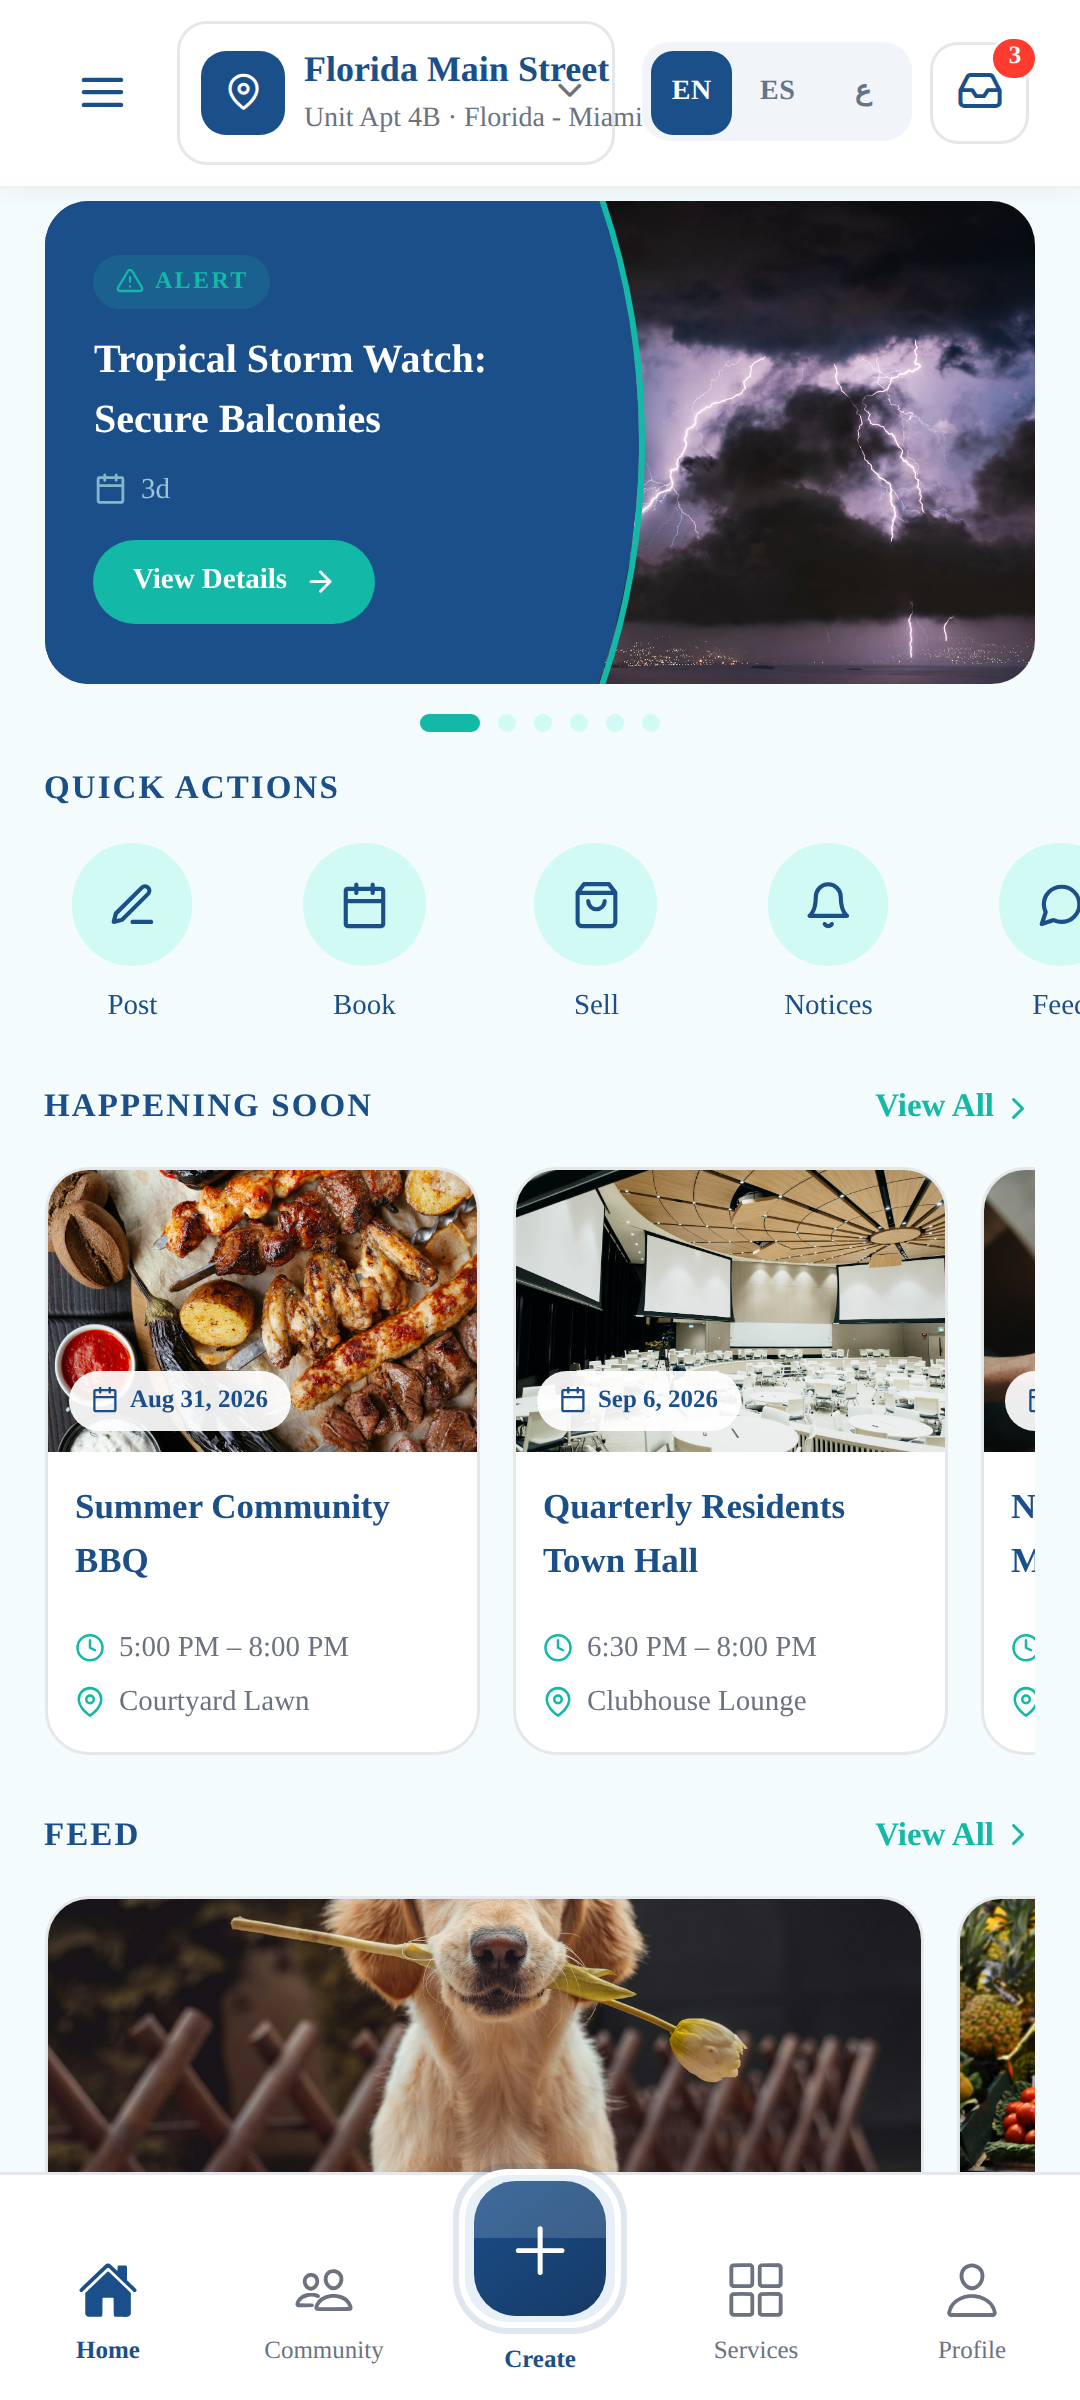 Florida Main Street
Unit Apt 4B · Florida - Miami
EN
ES
ع
3
ALERT
Tropical Storm Watch:
Secure Balconies
3d
View Details
QUICK ACTIONS
Post
Book
Sell
Notices
Feed
HAPPENING SOON
View All
Aug 31, 2026
Sep 6, 2026
Summer Community
BBQ
Quarterly Residents
Town Hall
N
M
5:00 PM – 8:00 PM
6:30 PM – 8:00 PM
Courtyard Lawn
Clubhouse Lounge
FEED
View All
Home
Community
Create
Services
Profile